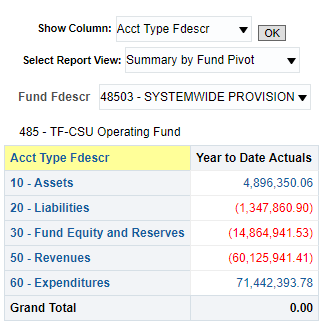 Show Column: Acct Type Fdescr OK
Select Report View: Summary by Fund Pivot
Fund Fdescr 48503 - SYSTEMWIDE PROVISION
485 - TF-CSU Operating Fund
Acct Type Fdescr Year to Date Actuals
10 - Assets 4,896,350.06
20 - Liabilities (1,347,860.90)
30 - Fund Equity and Reserves (14,864,941.53)
50 - Revenues (60,125,941.41)
60 - Expenditures 71,442,393.78
Grand Total 0.00